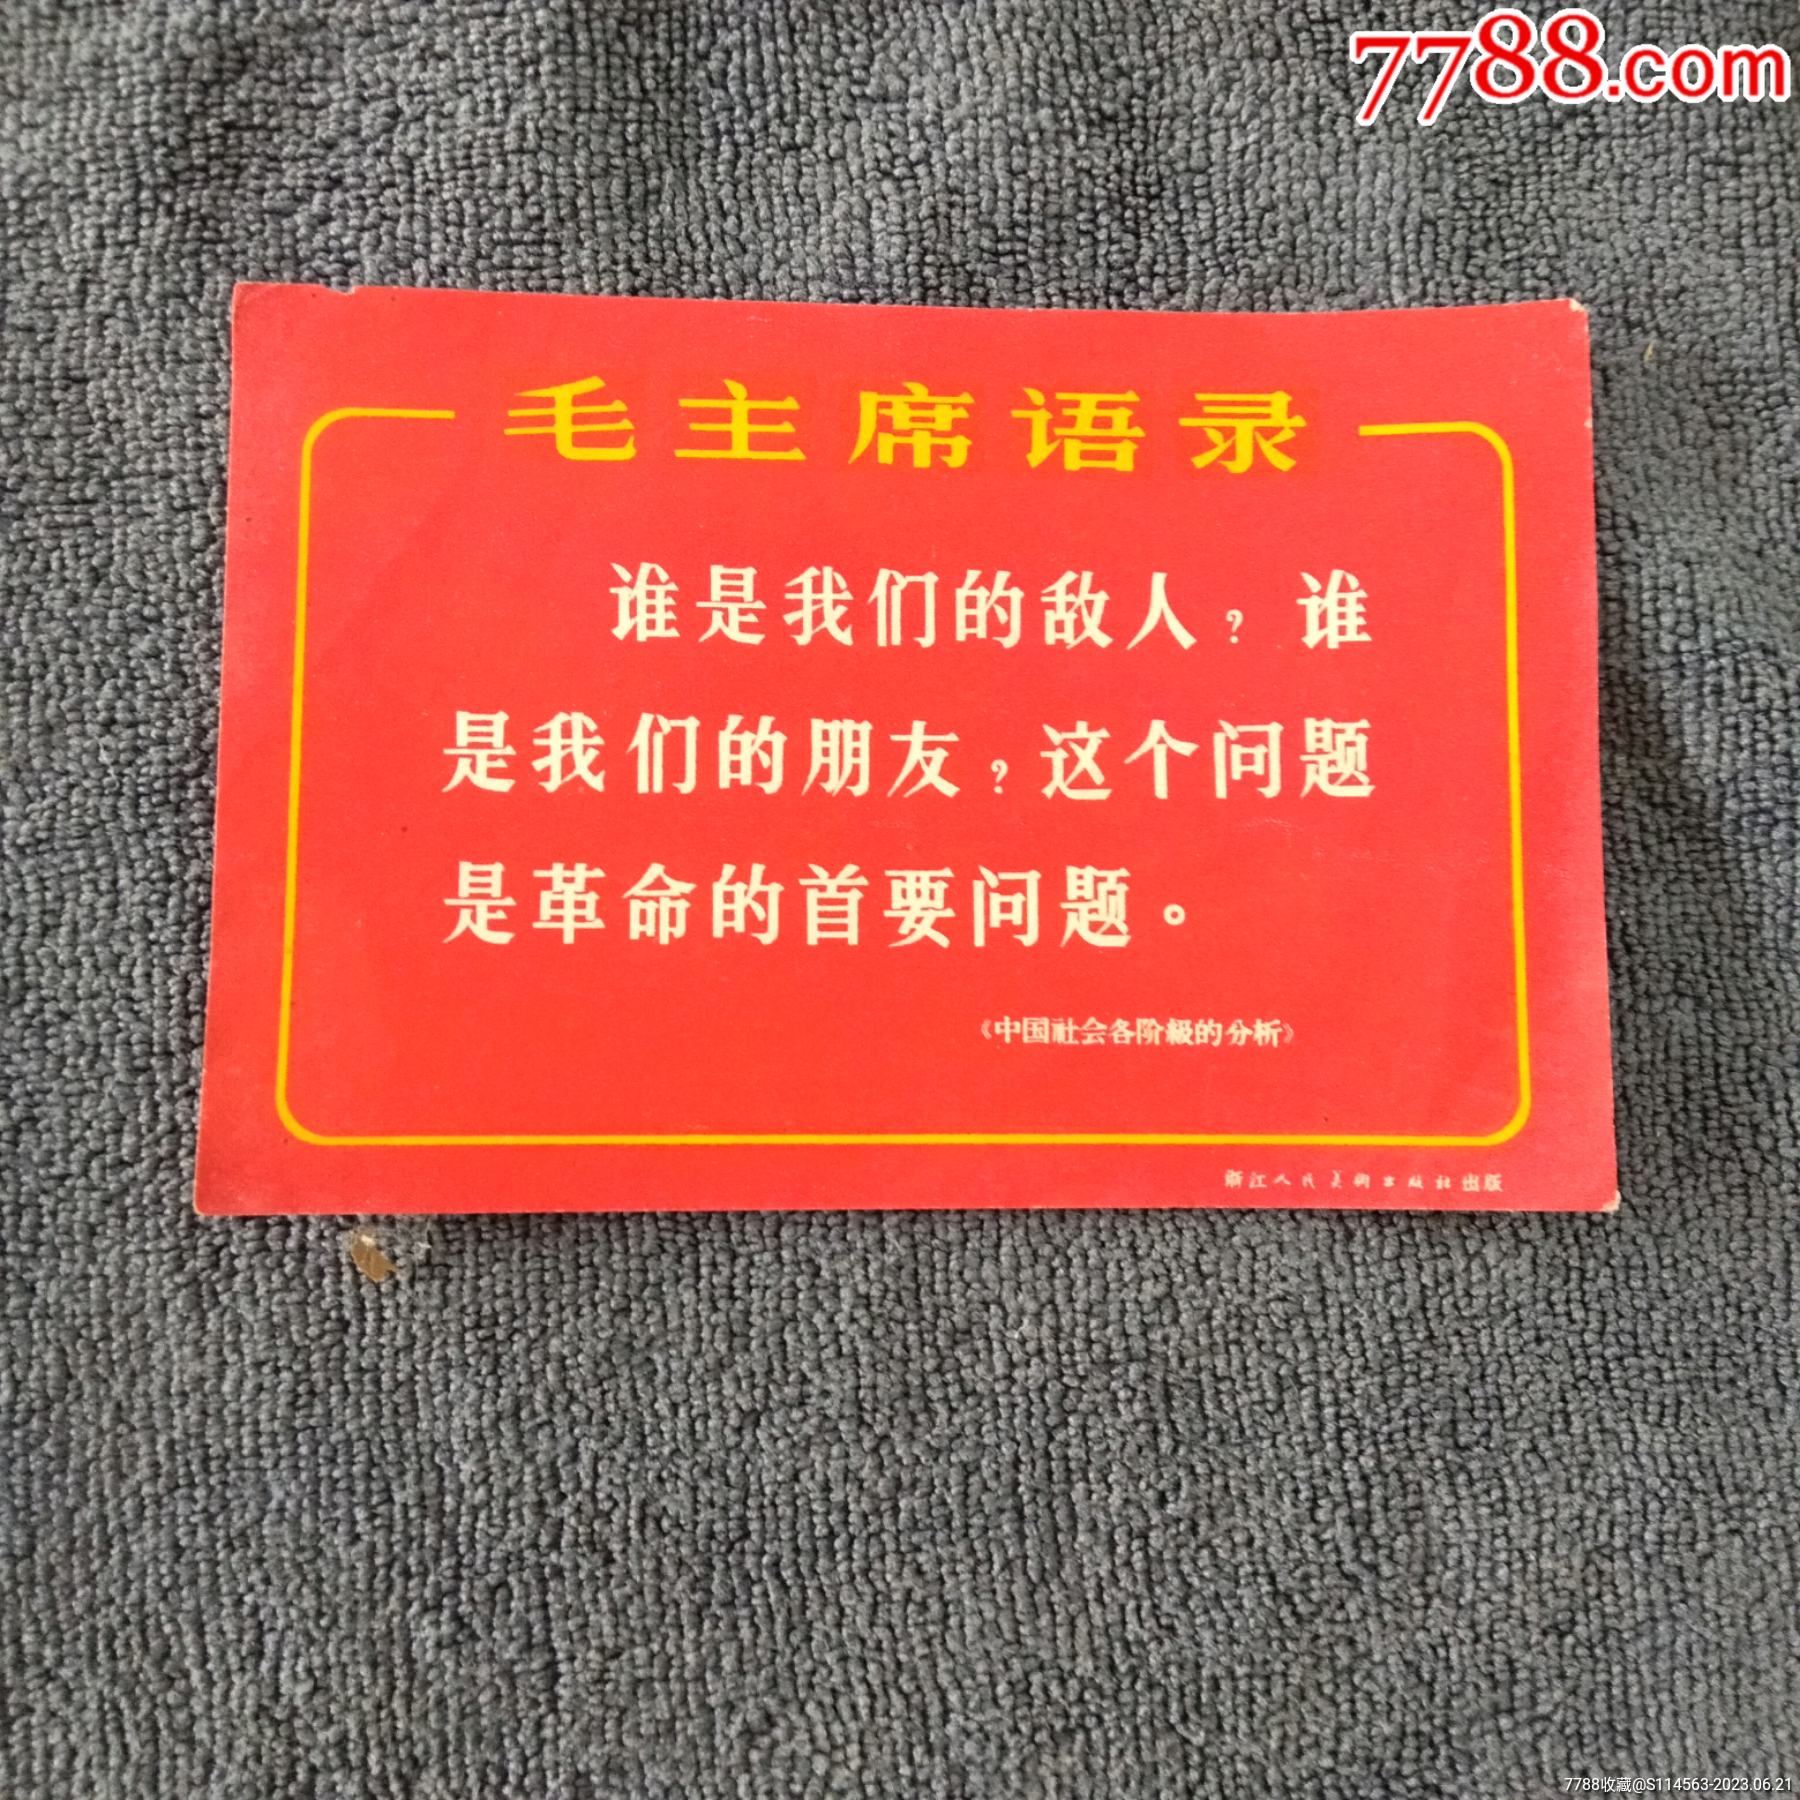 7788.com
毛主席语录
谁是我们的敌人？谁
是我们的朋友？这个问题
是革命的首要问题。
《中国社会各阶級的分析》
浙江人民美術出版社出版
7788收藏@S114563-2023.06.21